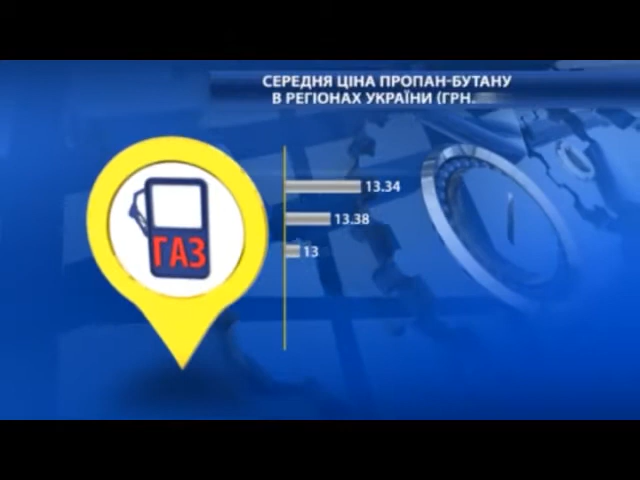 СЕРЕДНЯ ЦІНА ПРОПАН-БУТАНУ
В РЕГІОНАХ УКРАЇНИ (ГРН.
13.34
13.38
13
ГАЗ